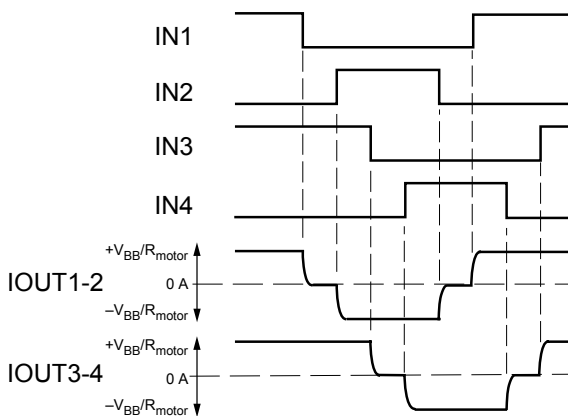 IN1
IN2
IN3
IN4
+VBB/Rmotor
IOUT1-2
0 A
–VBB/Rmotor
+VBB/Rmotor
IOUT3-4
0 A
–VBB/Rmotor